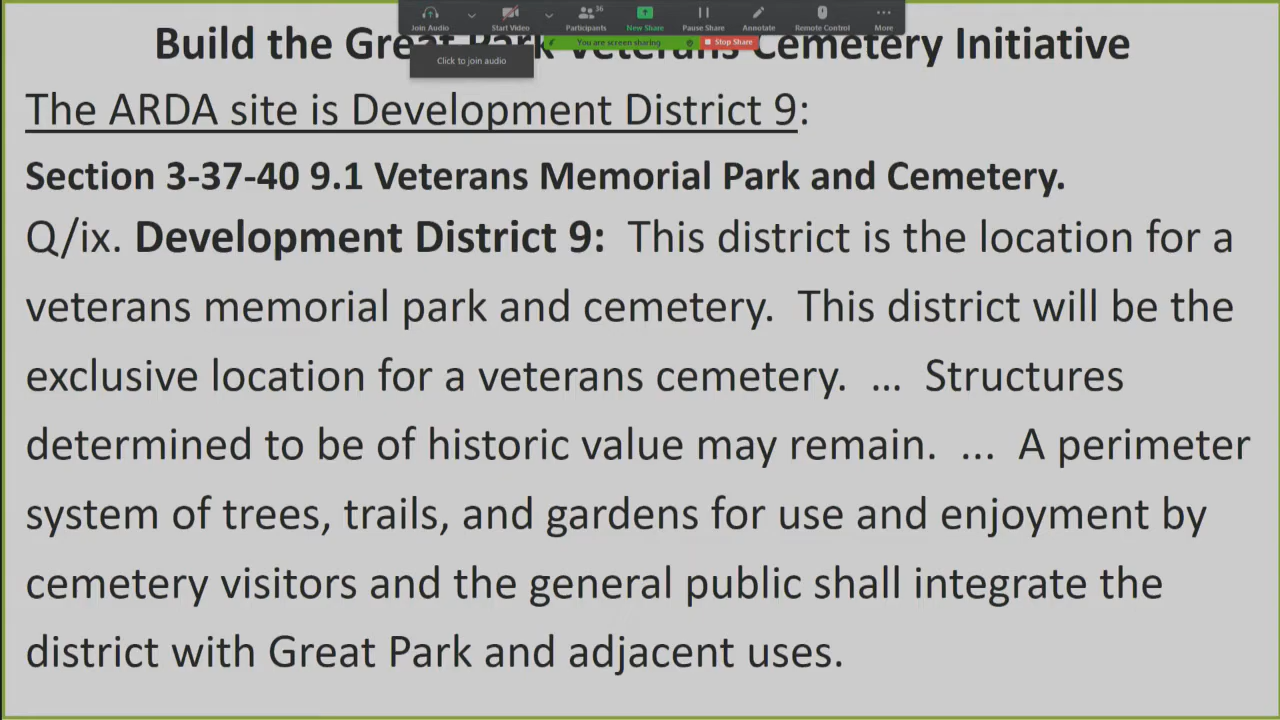 Join Audio
Start Video
Participants
36
New Share
Pause Share
Annotate
Remote Control
More
You are screen sharing
Stop Share
Click to join audio
Build the Great Park Veterans Cemetery Initiative
The ARDA site is Development District 9:
Section 3-37-40 9.1 Veterans Memorial Park and Cemetery.
Q/ix. Development District 9: This district is the location for a
veterans memorial park and cemetery. This district will be the
exclusive location for a veterans cemetery. ... Structures
determined to be of historic value may remain. ... A perimeter
system of trees, trails, and gardens for use and enjoyment by
cemetery visitors and the general public shall integrate the
district with Great Park and adjacent uses.